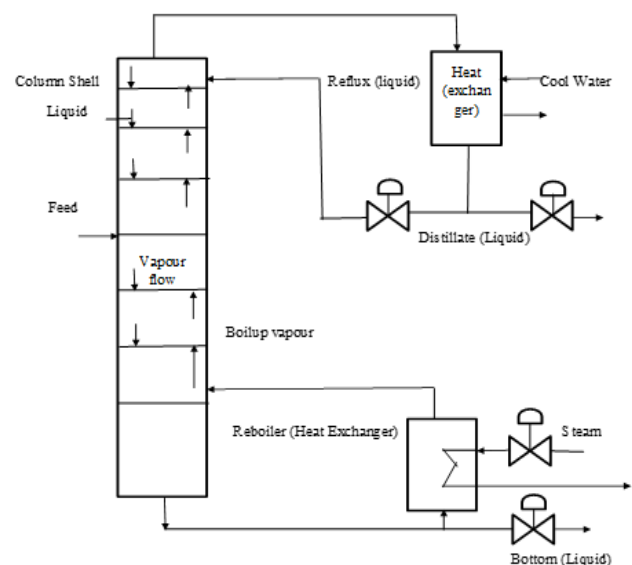 Column Shell
Liquid
Feed
Vapour
flow
Boilup vapour
Reflux (liquid)
Heat
(exchan
ger)
Cool Water
Distillate (Liquid)
Reboiler (Heat Exchanger)
Steam
Bottom (Liquid)